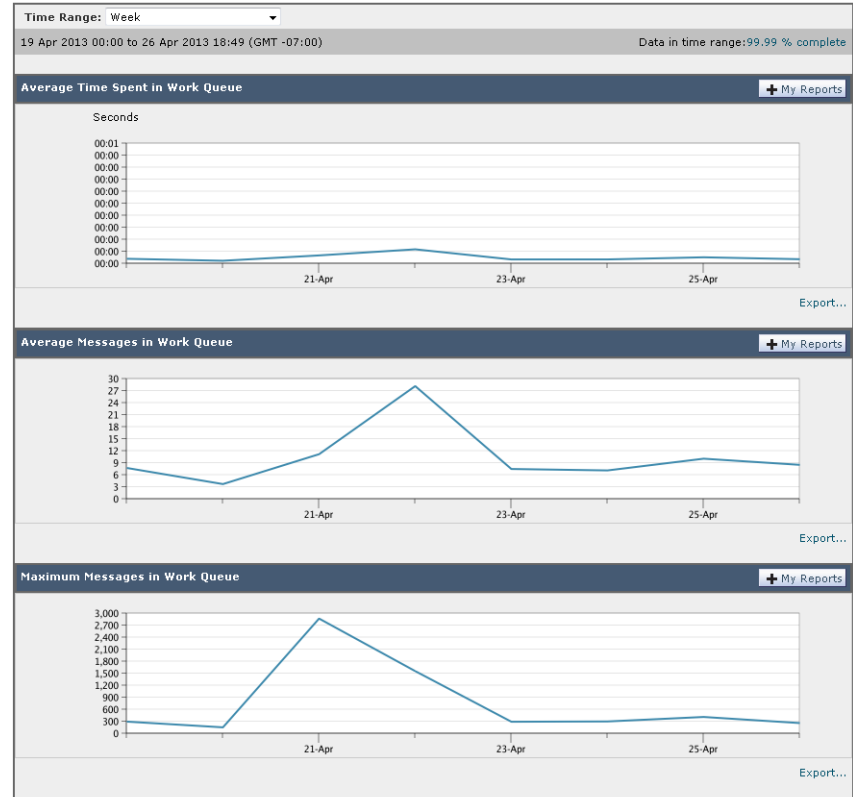 Time Range: Week
19 Apr 2013 00:00 to 26 Apr 2013 18:49 (GMT -07:00) Data in time range:99.99 % complete
Average Time Spent in Work Queue My Reports
Seconds
00:01
00:00
00:00
00:00
00:00
00:00
00:00
00:00
00:00
00:00
00:00
21-Apr 23-Apr 25-Apr
Export...
Average Messages in Work Queue My Reports
30
27
24
21
18
15
12
9
6
3
0
21-Apr 23-Apr 25-Apr
Export...
Maximum Messages in Work Queue My Reports
3,000
2,700
2,400
2,100
1,800
1,500
1,200
900
600
300
0
21-Apr 23-Apr 25-Apr
Export...